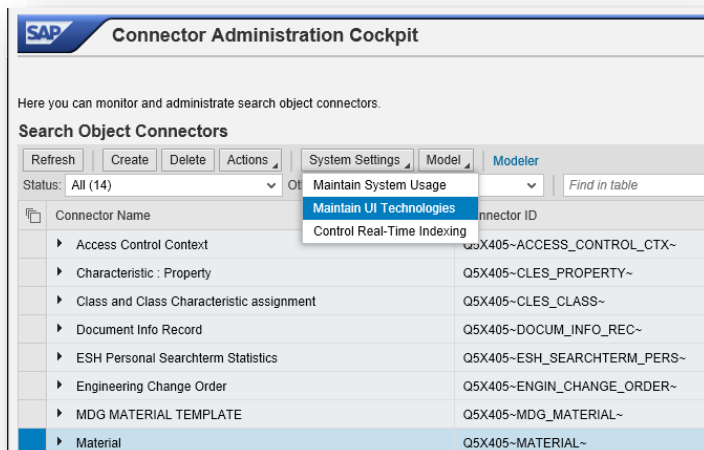 SAP Connector Administration Cockpit
Here you can monitor and administrate search object connectors.
Search Object Connectors
Refresh Create Delete Actions System Settings Model Modeler
Status: All (14) Find in table
Maintain System Usage
Maintain UI Technologies
Control Real-Time Indexing
Connector Name
Access Control Context Q5X405~ACCESS_CONTROL_CTX~
Characteristic : Property Q5X405~CLES_PROPERTY~
Class and Class Characteristic assignment Q5X405~CLES_CLASS~
Document Info Record Q5X405~DOCUM_INFO_REC~
ESH Personal Searchterm Statistics Q5X405~ESH_SEARCHTERM_PERS~
Engineering Change Order Q5X405~ENGIN_CHANGE_ORDER~
MDG MATERIAL TEMPLATE Q5X405~MDG_MATERIAL~
Material Q5X405~MATERIAL~